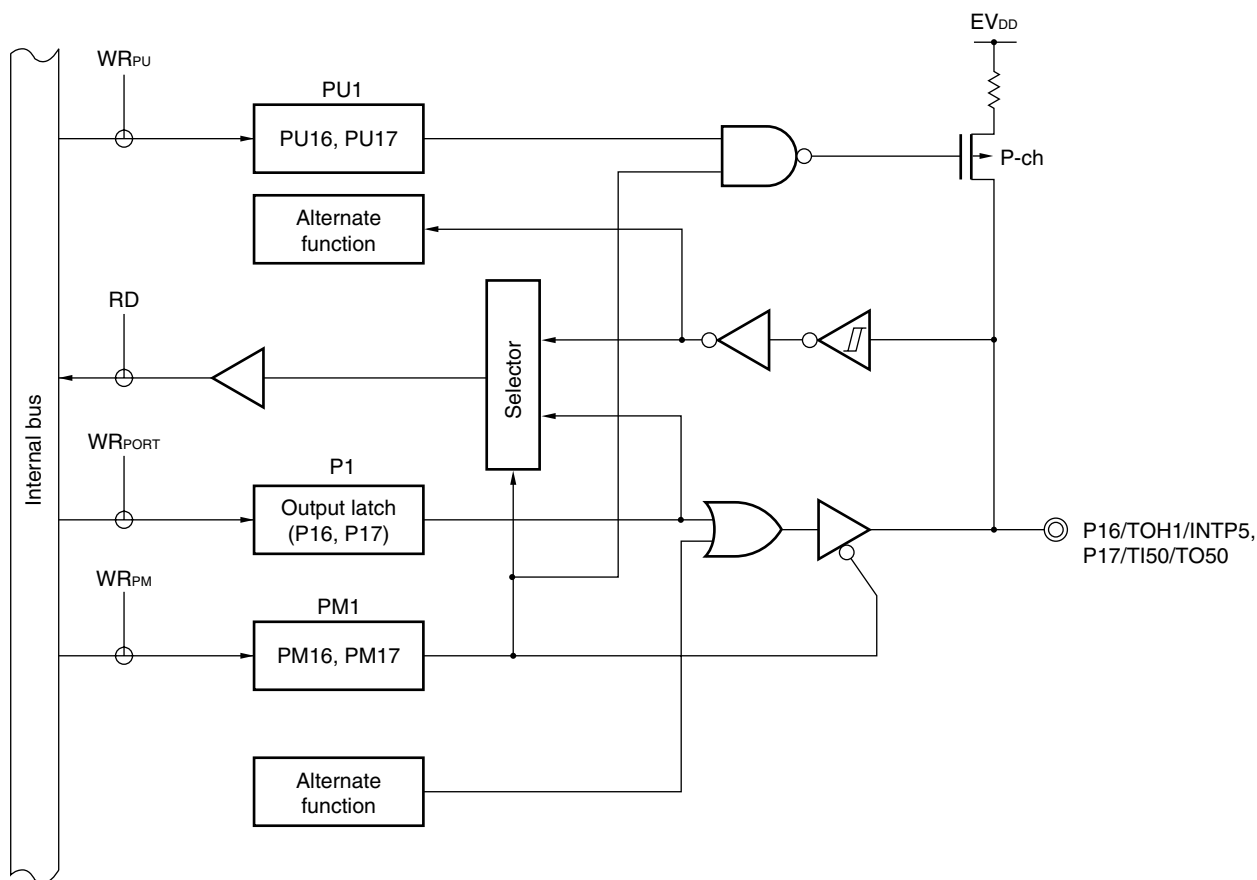 EVDD
WRPU
PU1
PU16, PU17
P-ch
Alternate
function
RD
Selector
Internal bus
WRPORT
P1
Output latch
(P16, P17)
P16/TOH1/INTP5,
P17/TI50/TO50
WRPM
PM1
PM16, PM17
Alternate
function